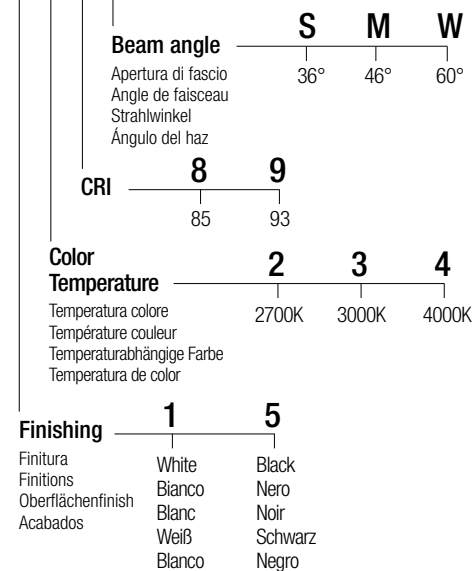 Beam angle S M W
Apertura di fascio 36° 46° 60°
Angle de faisceau
Strahlwinkel
Ángulo del haz
CRI 8 9
85 93
Color
Temperature 2 3 4
Temperatura colore 2700K 3000K 4000K
Température couleur
Temperaturabhängige Farbe
Temperatura de color
Finishing 1 5
Finitura White Black
Finitions Bianco Nero
Oberflächenfinish Blanc Noir
Acabados Weiß Schwarz
Blanco Negro